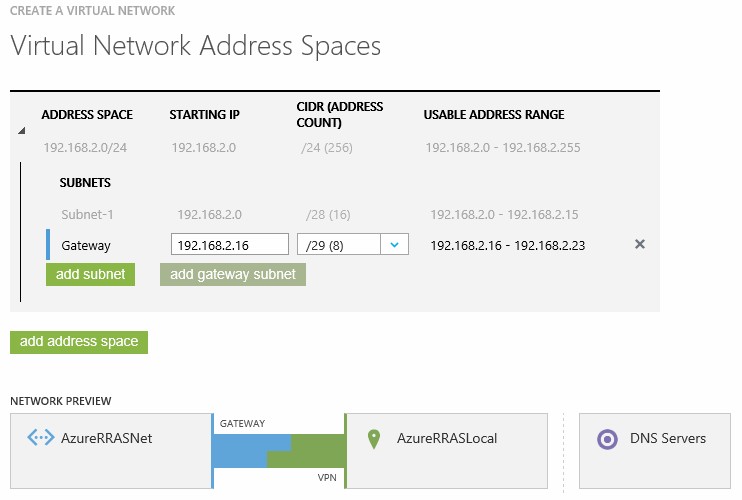 CREATE A VIRTUAL NETWORK
Virtual Network Address Spaces
ADDRESS SPACE STARTING IP CIDR (ADDRESS COUNT) USABLE ADDRESS RANGE
192.168.2.0/24 192.168.2.0 /24 (256) 192.168.2.0 - 192.168.2.255
SUBNETS
Subnet-1 192.168.2.0 /28 (16) 192.168.2.0 - 192.168.2.15
Gateway 192.168.2.16 /29 (8) 192.168.2.16 - 192.168.2.23
add subnet add gateway subnet
add address space
NETWORK PREVIEW
GATEWAY
AzureRRASNet AzureRRASLocal DNS Servers
VPN